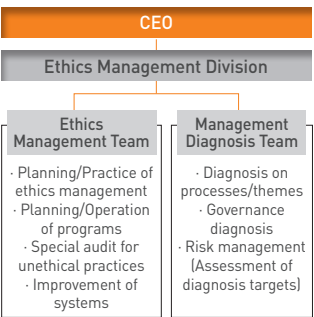 CEO
Ethics Management Division
Ethics
Management Team
· Planning/Practice of
ethics management
· Planning/Operation
of programs
· Special audit for
unethical practices
· Improvement of
systems
Management
Diagnosis Team
· Diagnosis on
processes/themes
· Governance
diagnosis
· Risk management
(Assessment of
diagnosis targets)